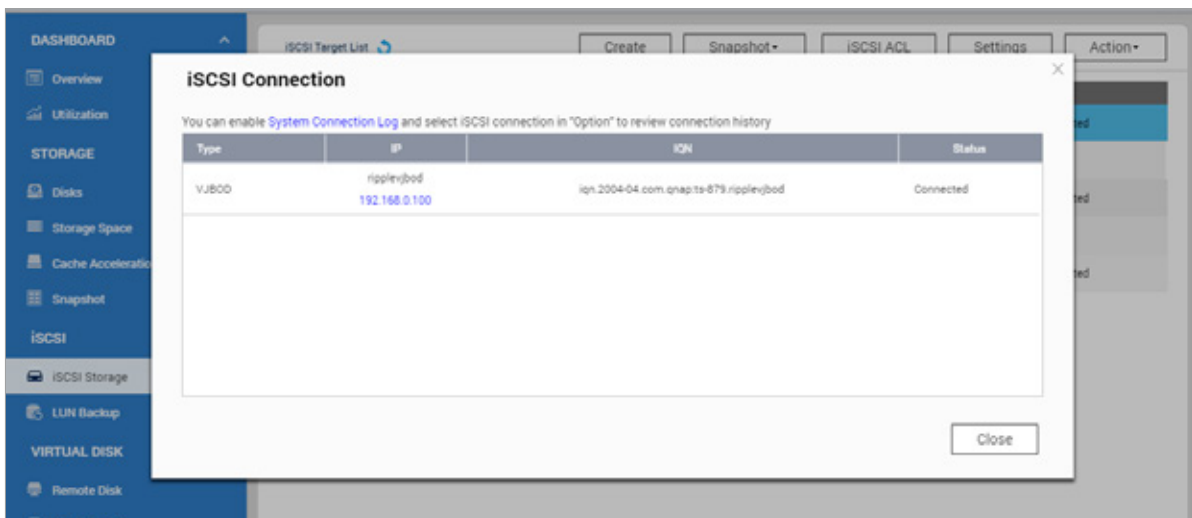 DASHBOARD
Overview
Utilization
STORAGE
Disks
Storage Space
Cache Acceleratio
Snapshot
iSCSI
iSCSI Storage
LUN Backup
VIRTUAL DISK
Remote Disk
iSCSI Target List
Create
Snapshot
iSCSI ACL
Settings
Action
ted
ted
ted
iSCSI Connection
You can enable System Connection Log and select iSCSI connection in "Option" to review connection history
Type IP IQN Status
VJBOD ripplevjbod iqn.2004-04.com.qnap:ts-879.ripplevjbod Connected
192.168.0.100
Close